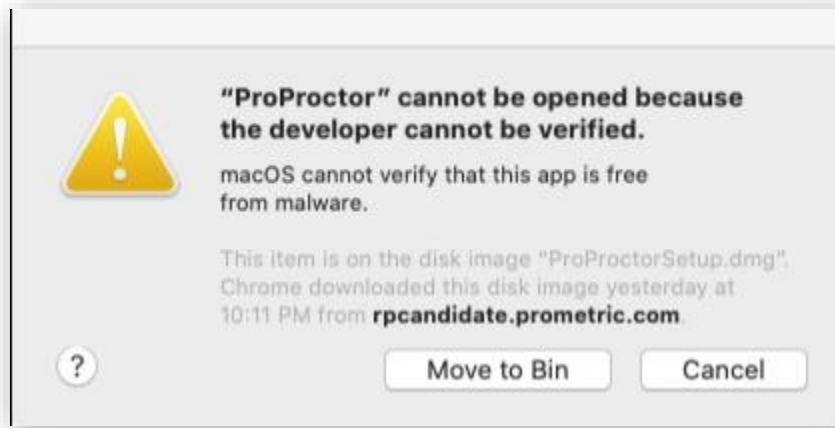 “ProProctor” cannot be opened because
the developer cannot be verified.
macOS cannot verify that this app is free
from malware.
This item is on the disk image “ProProctorSetup.dmg”.
Chrome downloaded this disk image yesterday at
10:11 PM from rpcandidate.prometric.com.
?
Move to Bin
Cancel